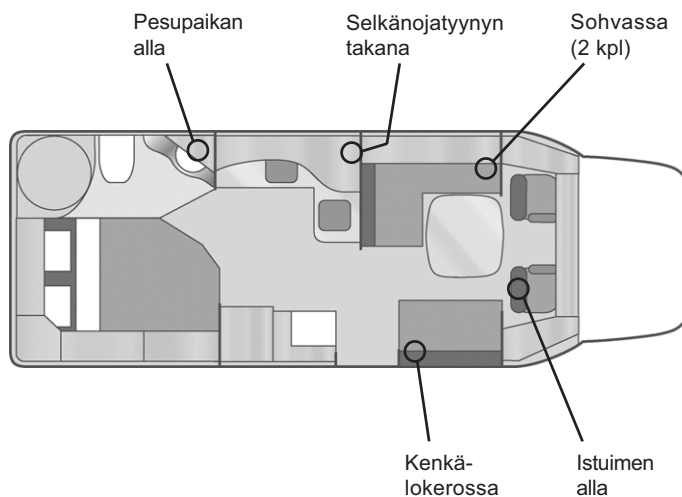 Pesupaikan
alla
Selkänojatyynyn
takana
Sohvassa
(2 kpl)
Kenkä-
lokerossa
Istuimen
alla